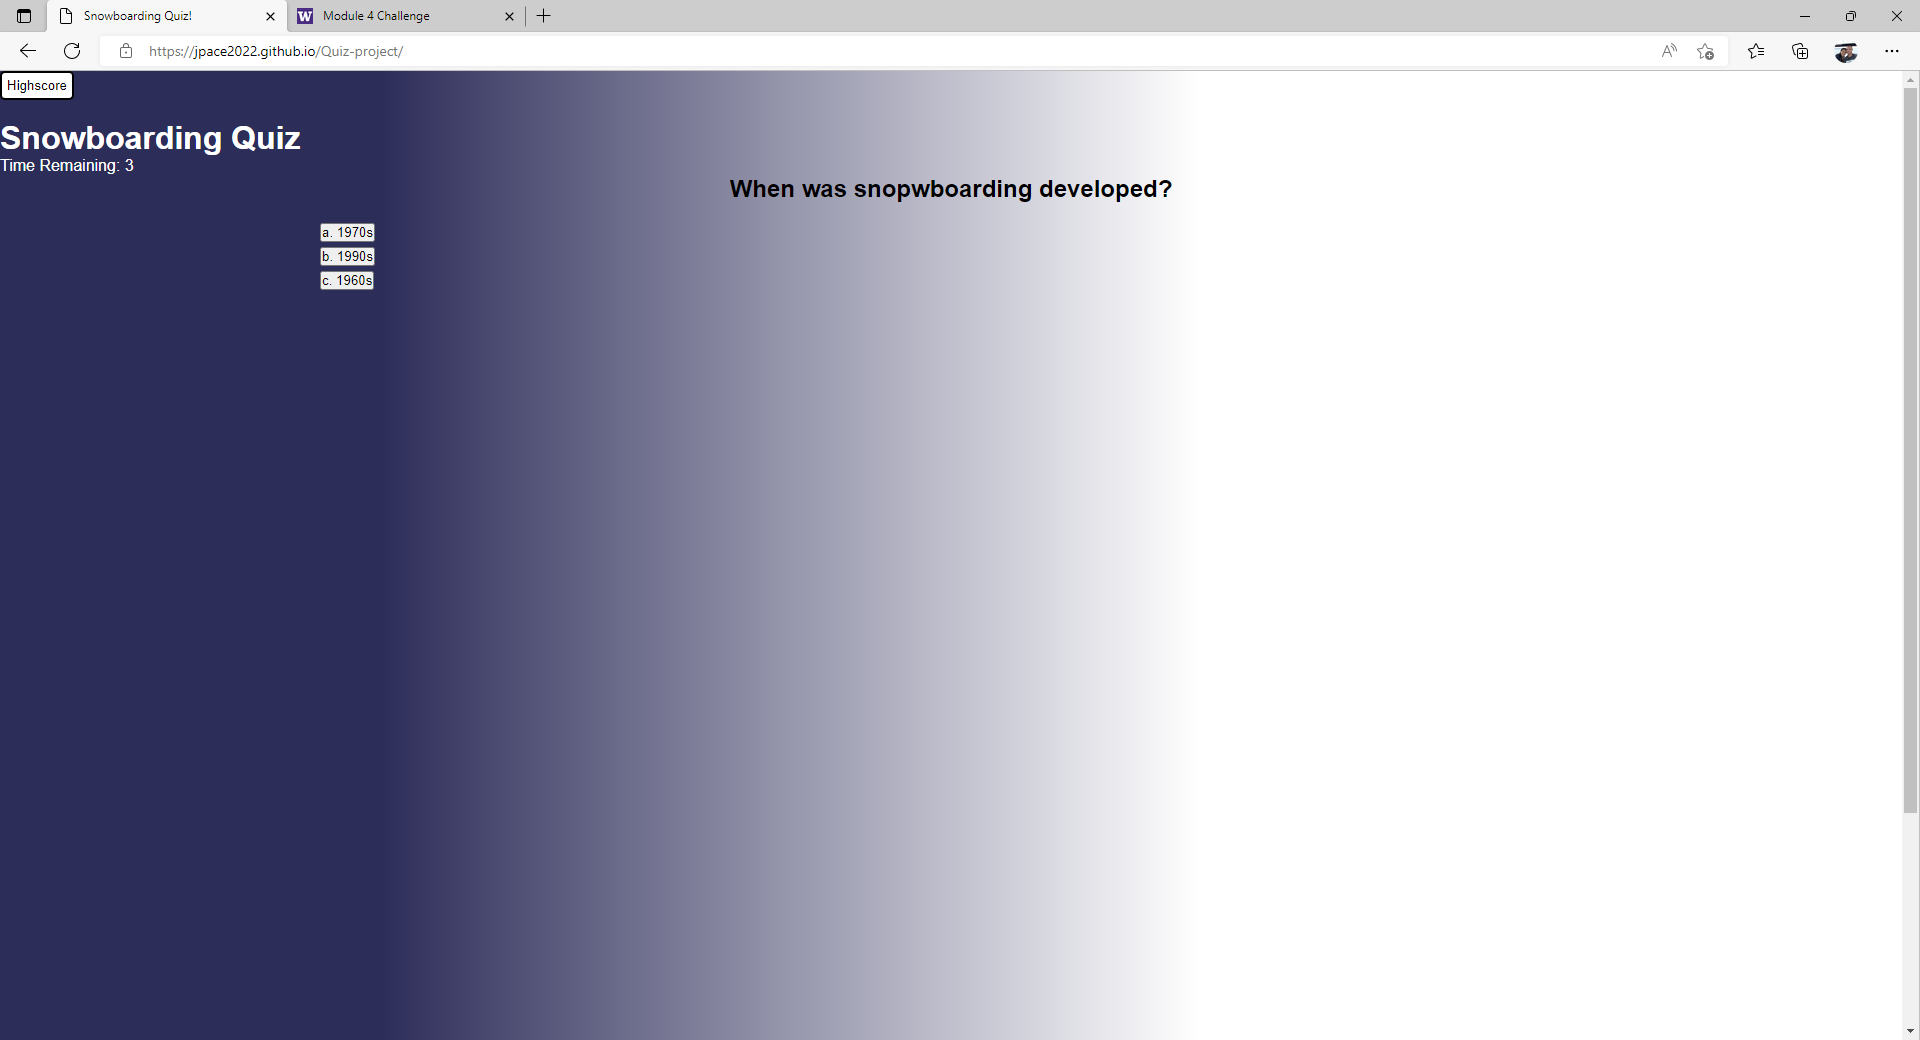 Snowboarding Quiz!
Module 4 Challenge
https://jpace2022.github.io/Quiz-project/
Highscore
Snowboarding Quiz
Time Remaining: 3
When was snopwboarding developed?
a. 1970s
b. 1990s
c. 1960s